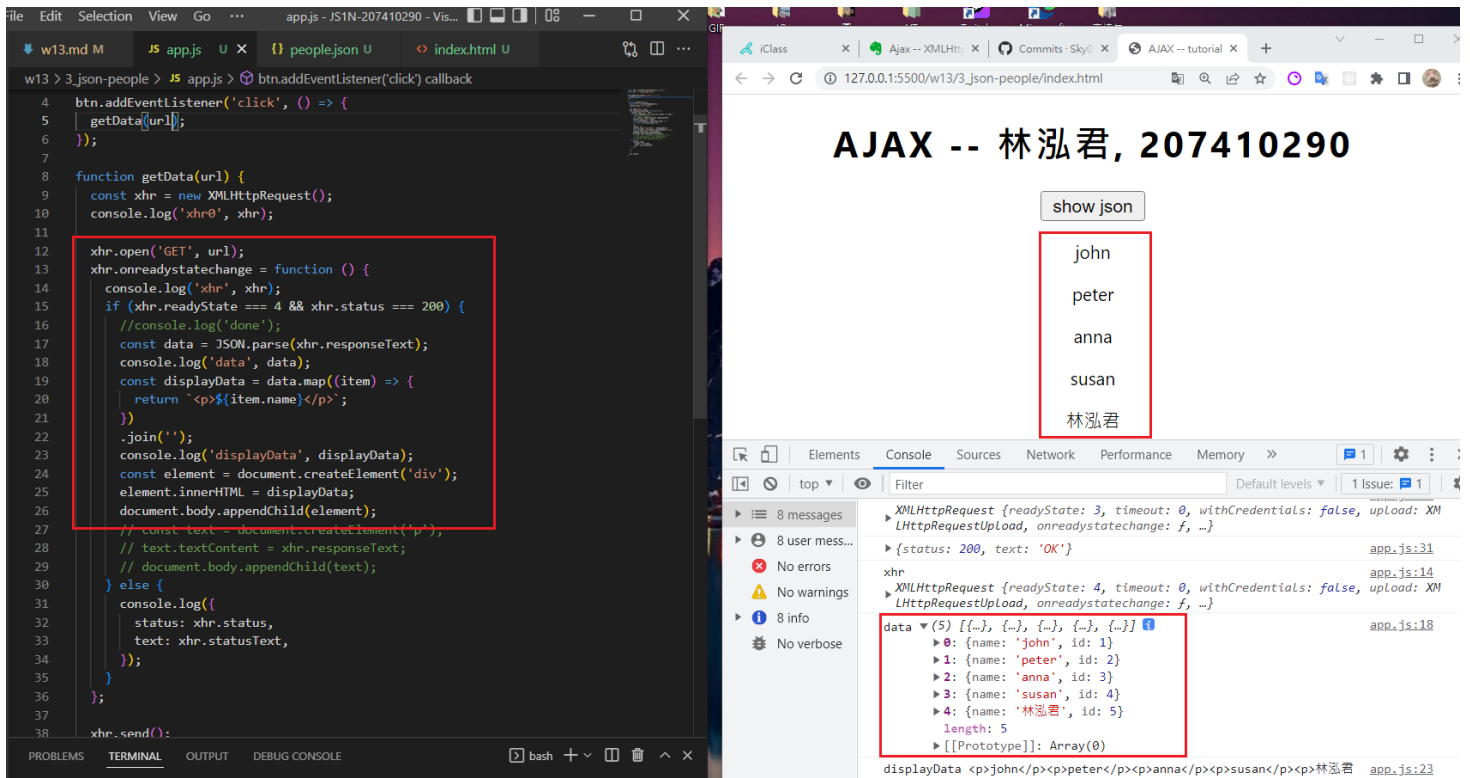 File Edit Selection View Go ··· app.js - JS1N-207410290 - Vis...
w13.md M JS app.js U {} people.json U <> index.html U ···
w13 > 3_json-people > JS app.js > btn.addEventListener('click') callback
4 btn.addEventListener('click', () => {
5 getData(url);
6 });
7
8 function getData(url) {
9 const xhr = new XMLHttpRequest();
10 console.log('xhr0', xhr);
11
12 xhr.open('GET', url);
13 xhr.onreadystatechange = function () {
14 console.log('xhr', xhr);
15 if (xhr.readyState === 4 && xhr.status === 200) {
16 //console.log('done');
17 const data = JSON.parse(xhr.responseText);
18 console.log('data', data);
19 const displayData = data.map((item) => {
20 return `<p>${item.name}</p>`;
21 })
22 .join('');
23 console.log('displayData', displayData);
24 const element = document.createElement('div');
25 element.innerHTML = displayData;
26 document.body.appendChild(element);
27 // const text = document.createElement('p');
28 // text.textContent = xhr.responseText;
29 // document.body.appendChild(text);
30 } else {
31 console.log({
32 status: xhr.status,
33 text: xhr.statusText,
34 });
35 }
36 };
37
38 xhr.send();
PROBLEMS TERMINAL OUTPUT DEBUG CONSOLE bash
iClass Ajax -- XMLHtt Commits · Sky0 AJAX -- tutorial
127.0.0.1:5500/w13/3_json-people/index.html
AJAX -- 林泓君, 207410290
show json
john
peter
anna
susan
林泓君
Elements Console Sources Network Performance Memory » 1
top Filter Default levels 1 Issue: 1
8 messages
8 user mess...
No errors
No warnings
8 info
No verbose
XMLHttpRequest {readyState: 3, timeout: 0, withCredentials: false, upload: XM
LHttpRequestUpload, onreadystatechange: ƒ, …}
{status: 200, text: 'OK'} app.js:31
xhr app.js:14
XMLHttpRequest {readyState: 4, timeout: 0, withCredentials: false, upload: XM
LHttpRequestUpload, onreadystatechange: ƒ, …}
data (5) [{…}, {…}, {…}, {…}, {…}] app.js:18
0: {name: 'john', id: 1}
1: {name: 'peter', id: 2}
2: {name: 'anna', id: 3}
3: {name: 'susan', id: 4}
4: {name: '林泓君', id: 5}
length: 5
[[Prototype]]: Array(0)
displayData <p>john</p><p>peter</p><p>anna</p><p>susan</p><p>林泓君 app.js:23